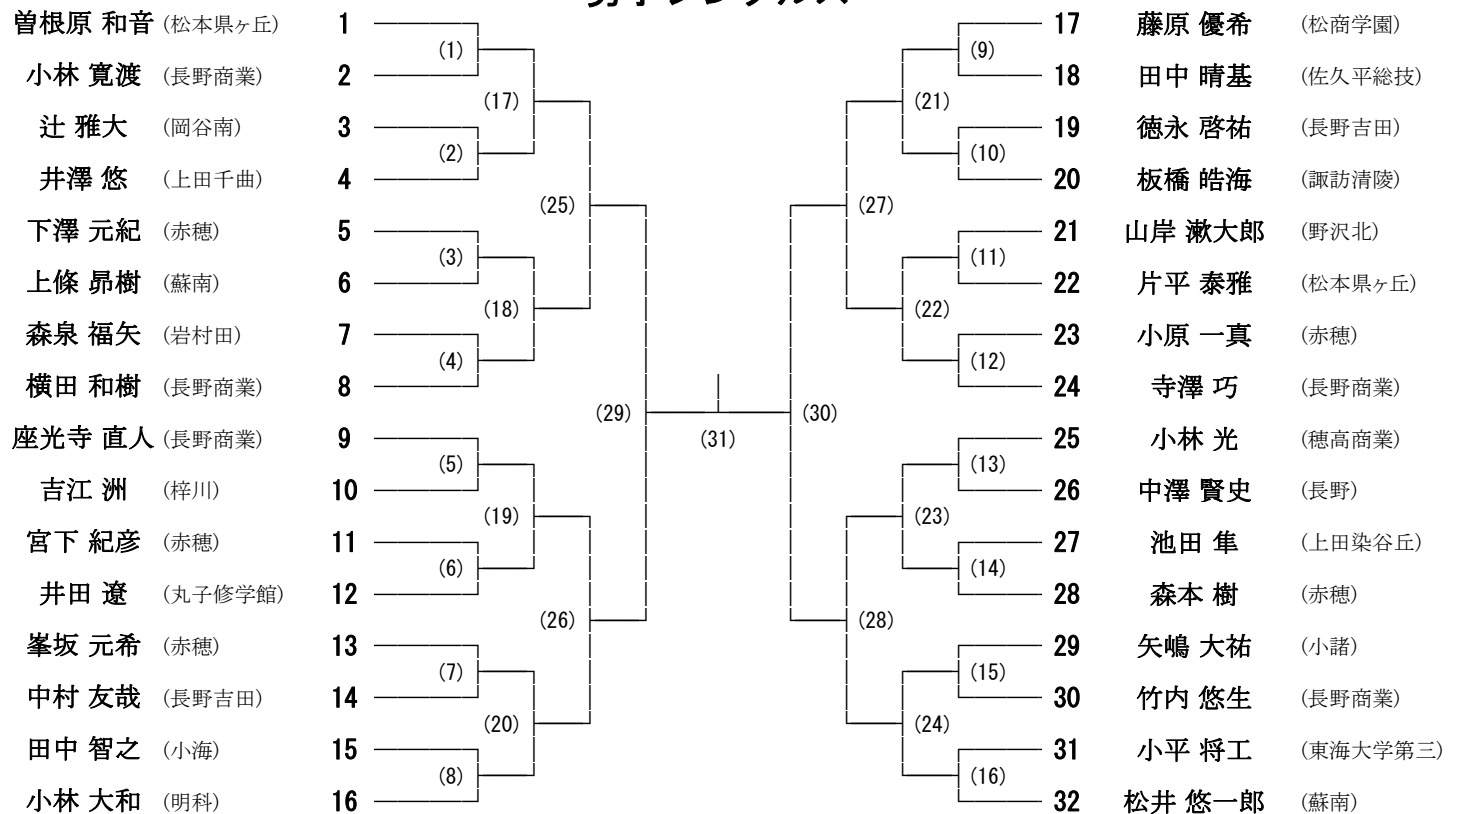 曽根原 和音 (松本県ヶ丘) 1
(1)
小林 寛渡 (長野商業) 2
(17)
辻 雅大 (岡谷南) 3
(2)
井澤 悠 (上田千曲) 4
(25)
下澤 元紀 (赤穂) 5
(3)
上條 昴樹 (蘇南) 6
(18)
森泉 福矢 (岩村田) 7
(4)
横田 和樹 (長野商業) 8
(29)
座光寺 直人 (長野商業) 9
(5)
吉江 洲 (梓川) 10
(19)
宮下 紀彦 (赤穂) 11
(6)
井田 遼 (丸子修学館) 12
(26)
峯坂 元希 (赤穂) 13
(7)
中村 友哉 (長野吉田) 14
(20)
田中 智之 (小海) 15
(8)
小林 大和 (明科) 16
(31)
17 藤原 優希 (松商学園)
(9)
18 田中 晴基 (佐久平総技)
(21)
19 徳永 啓祐 (長野吉田)
(10)
20 板橋 皓海 (諏訪清陵)
(27)
21 山岸 漱大郎 (野沢北)
(11)
22 片平 泰雅 (松本県ヶ丘)
(22)
23 小原 一真 (赤穂)
(12)
24 寺澤 巧 (長野商業)
(30)
25 小林 光 (穂高商業)
(13)
26 中澤 賢史 (長野)
(23)
27 池田 隼 (上田染谷丘)
(14)
28 森本 樹 (赤穂)
(28)
29 矢嶋 大祐 (小諸)
(15)
30 竹内 悠生 (長野商業)
(24)
31 小平 将工 (東海大学第三)
(16)
32 松井 悠一郎 (蘇南)